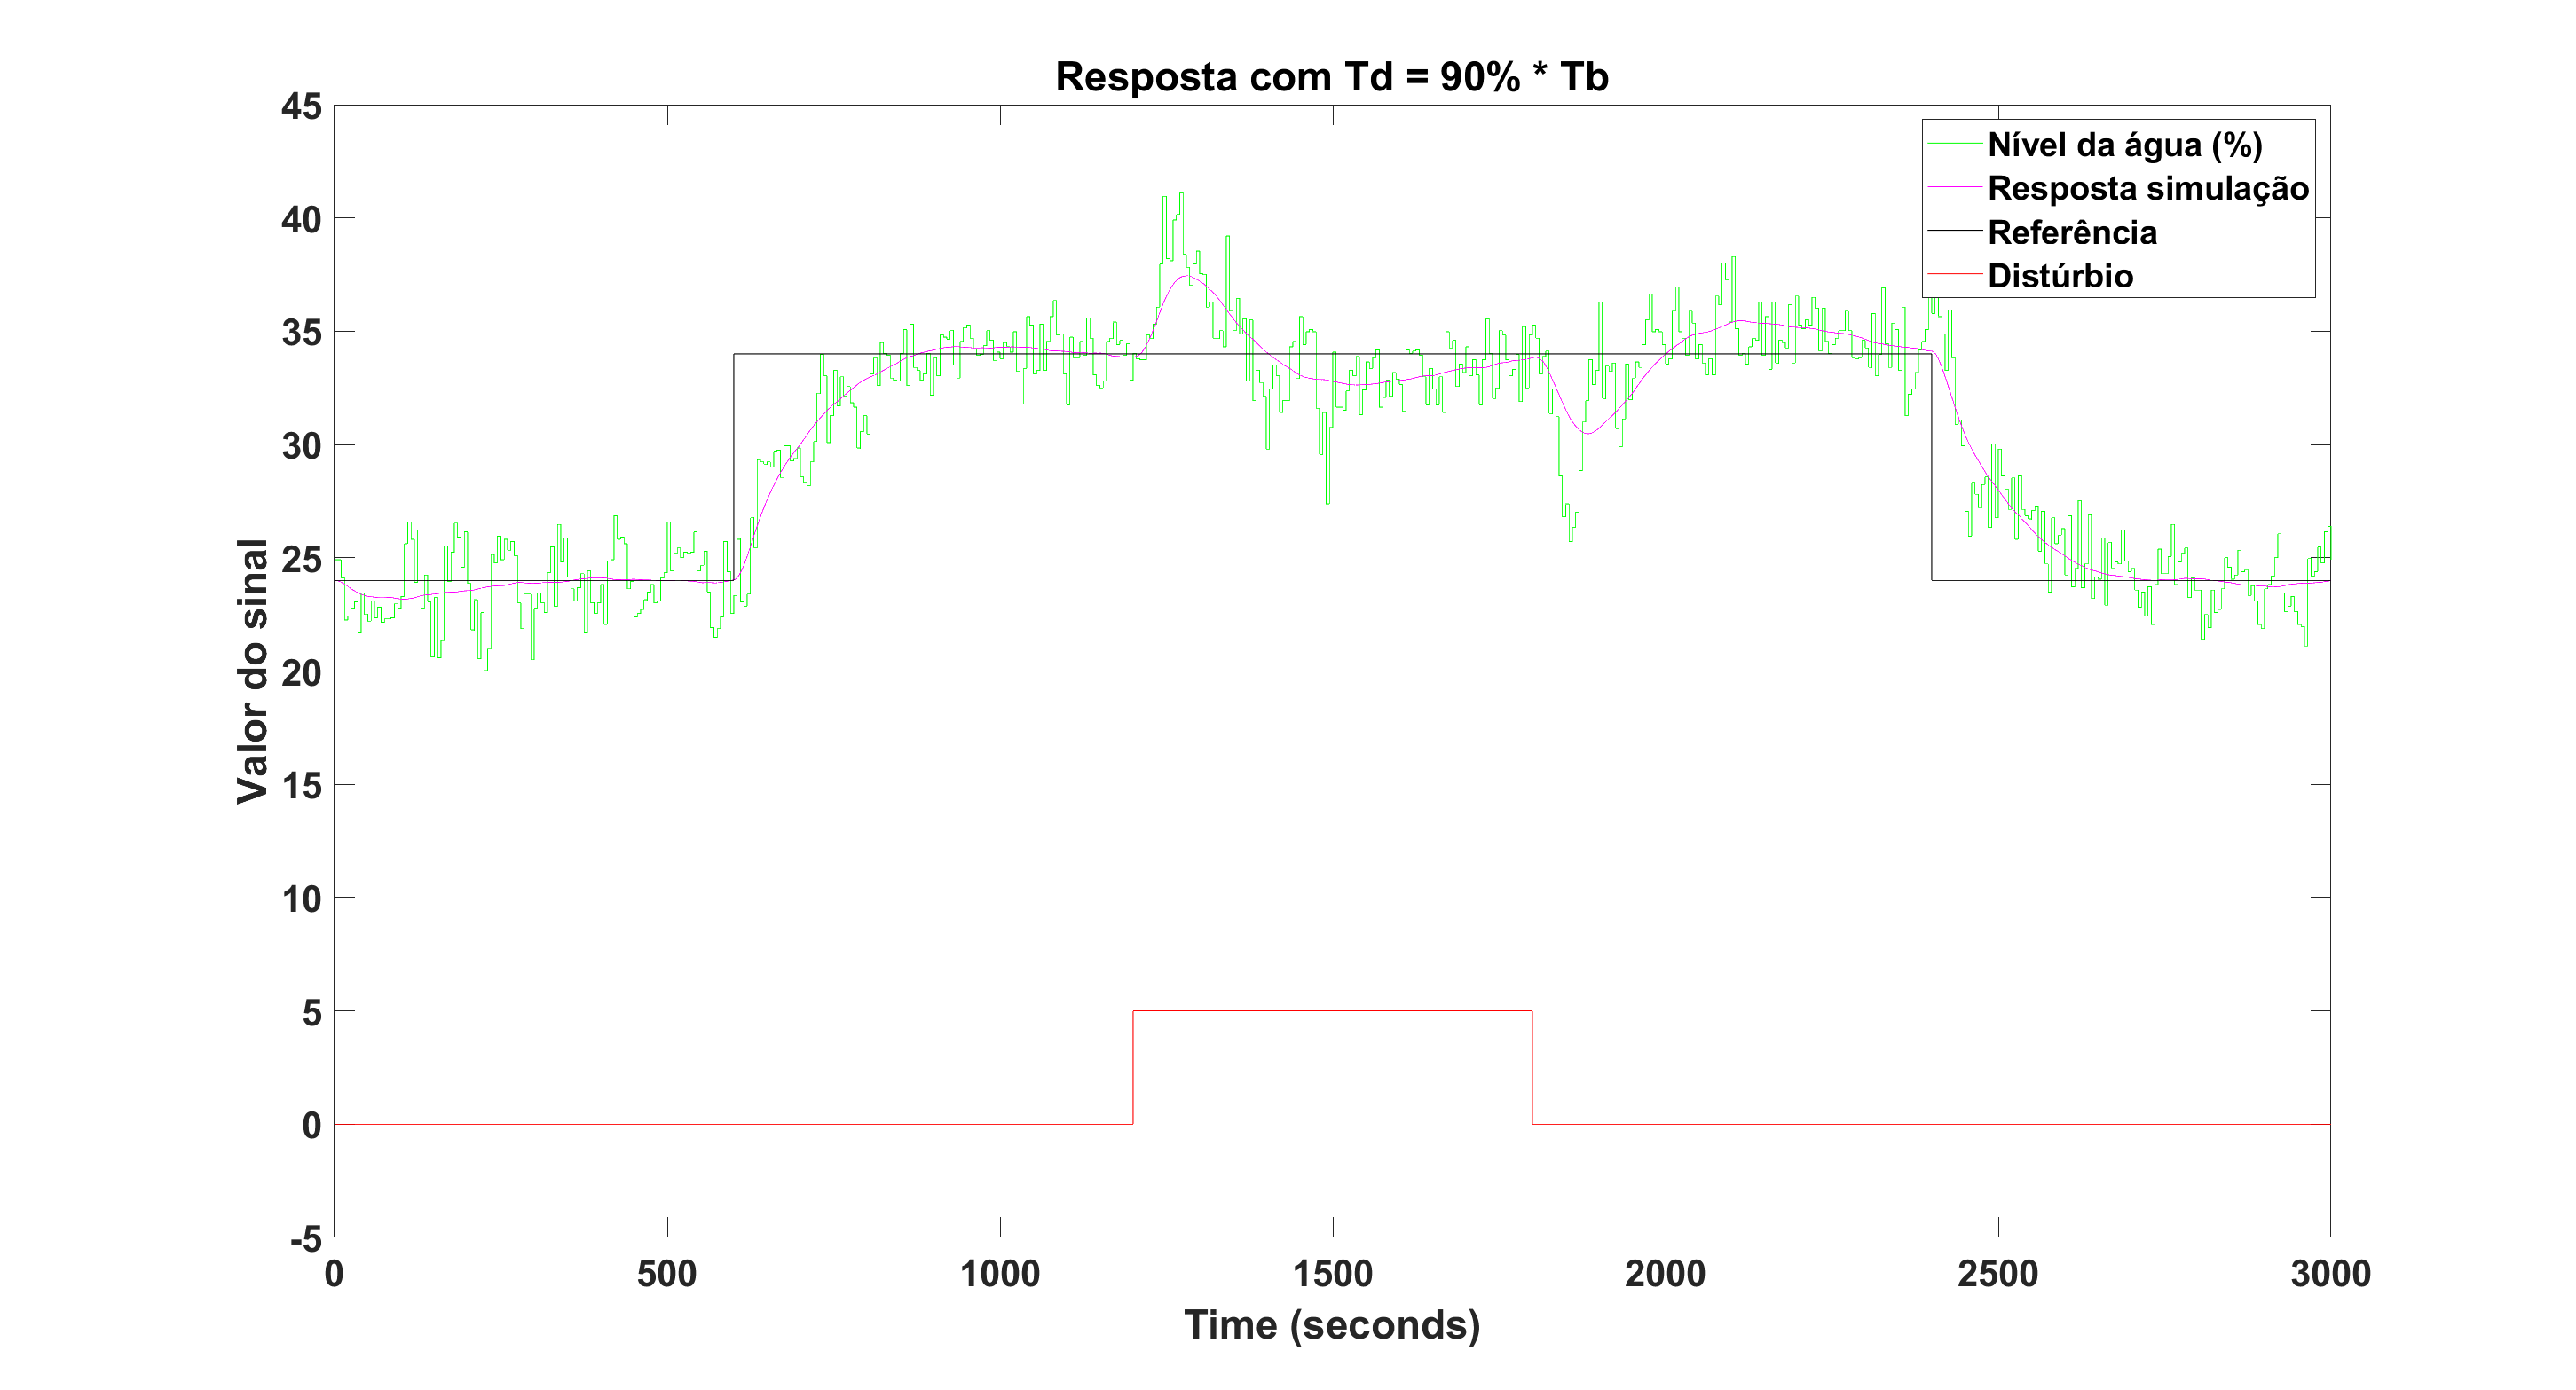 Resposta com Td = 90% * Tb
45
40
35
30
25
20
15
10
5
0
-5
Valor do sinal
Nível da água (%)
Resposta simulação
Referência
Distúrbio
0 500 1000 1500 2000 2500 3000
Time (seconds)